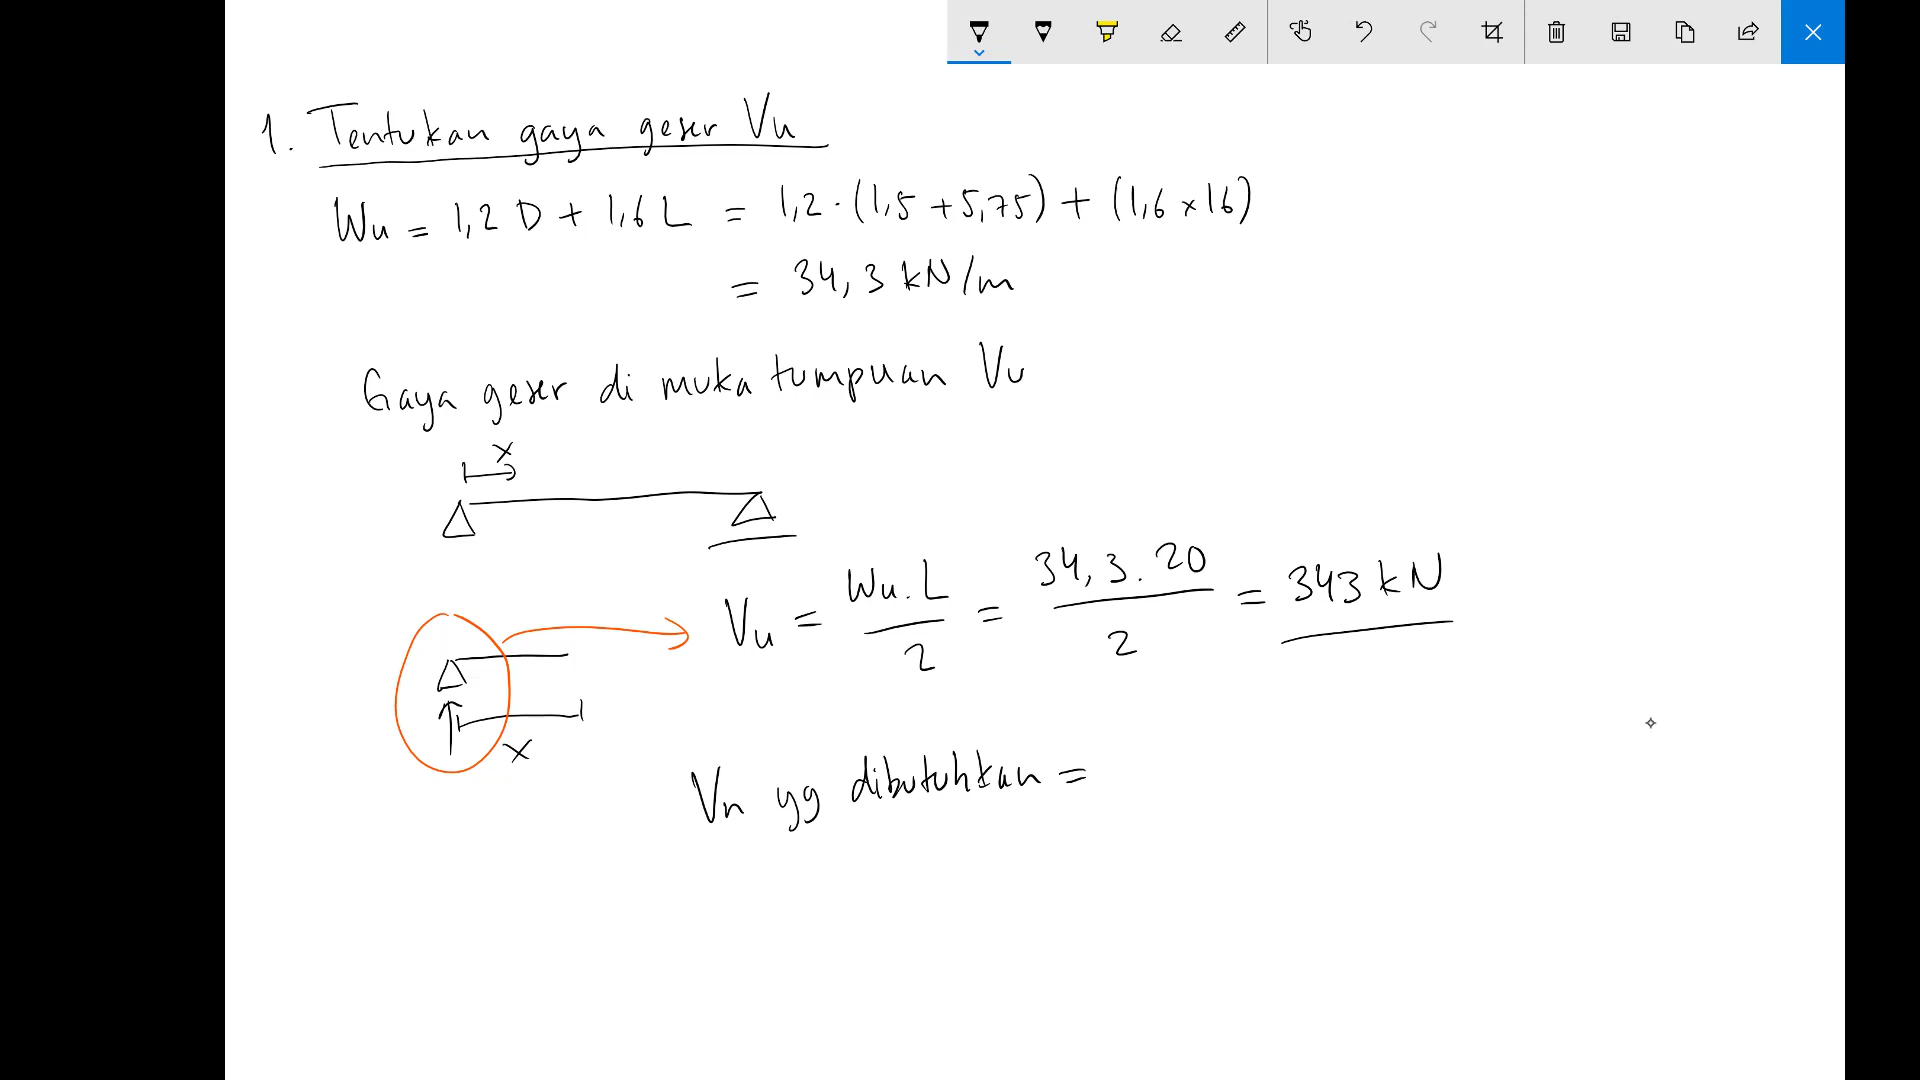 1. Tentukan gaya geser Vu
Wu = 1,2 D + 1,6 L = 1,2 · (1,5 + 5,75) + (1,6 × 16)
= 34,3 kN/m
Gaya geser di muka tumpuan Vu
x
Vu = Wu . L / 2 = 34,3 . 20 / 2 = 343 kN
x
Vn yg dibutuhkan =